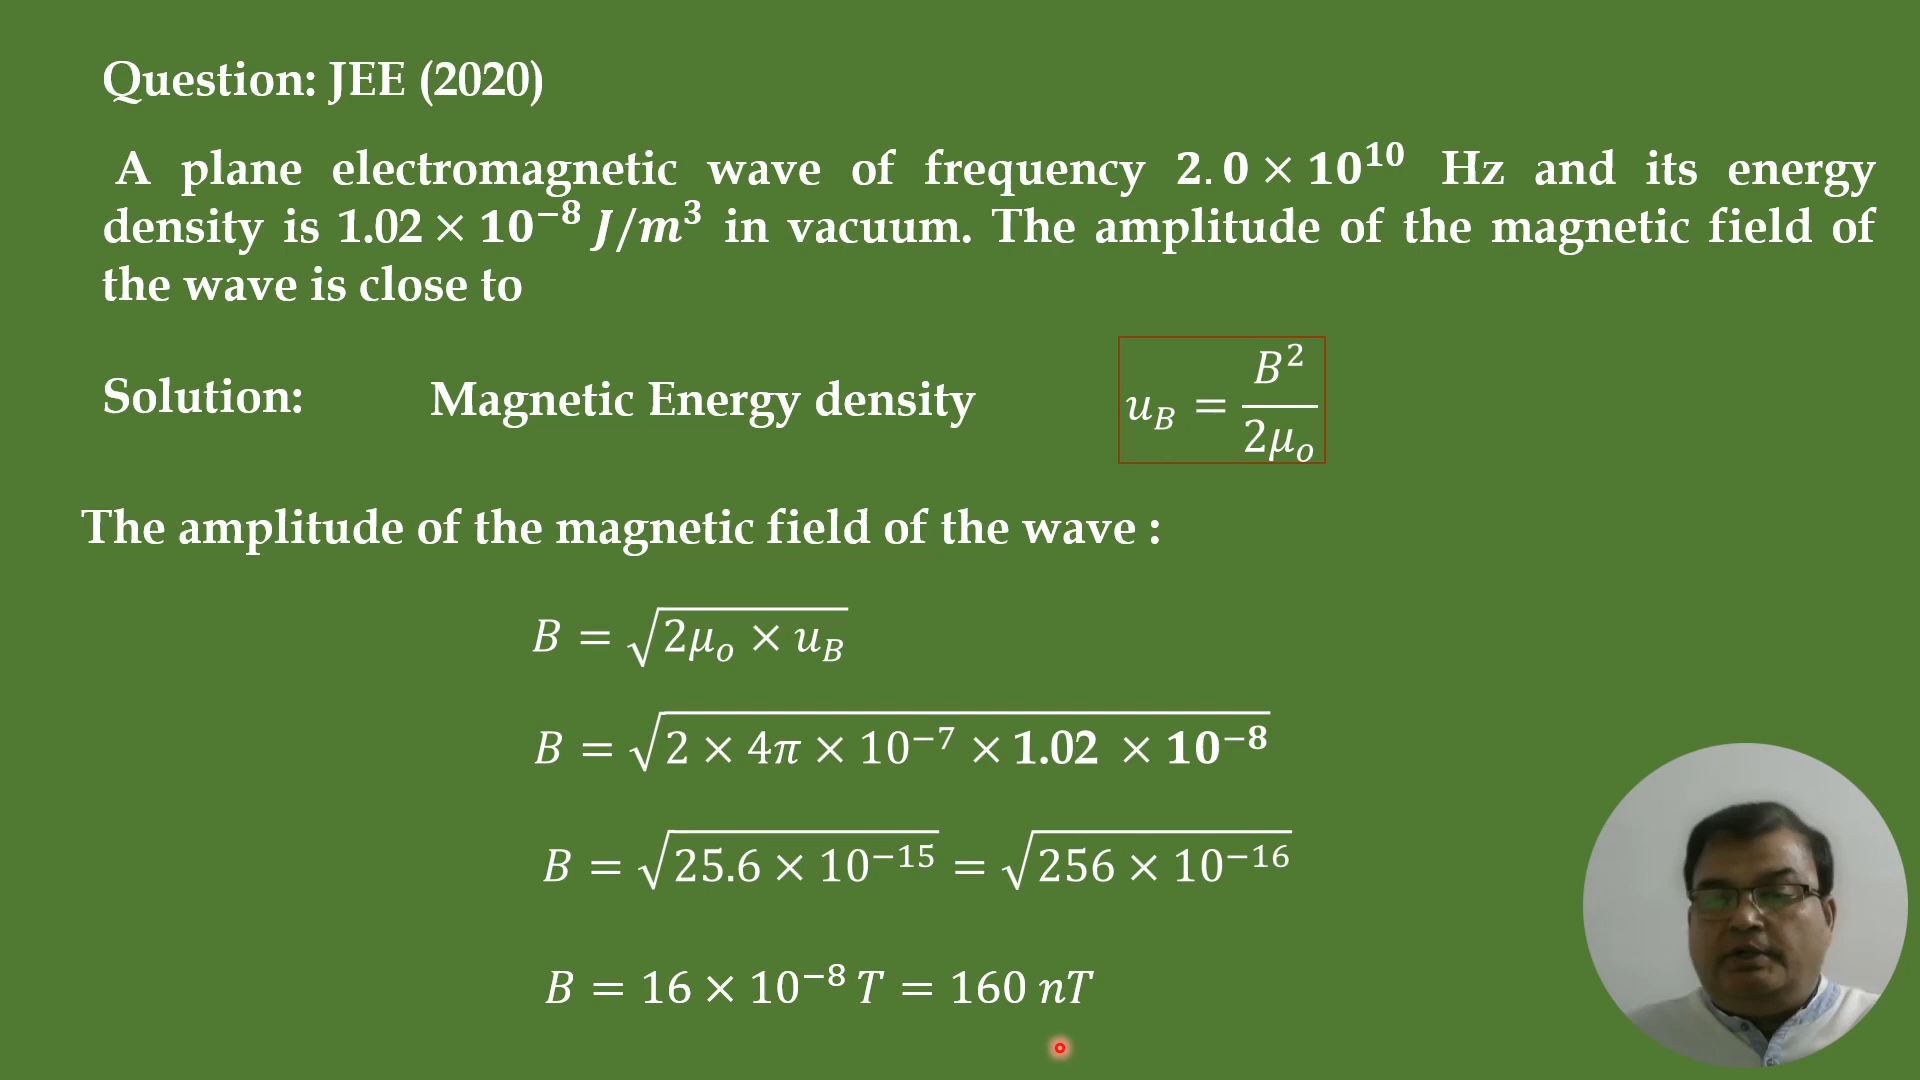 Question: JEE (2020)
A plane electromagnetic wave of frequency 2.0 × 10¹⁰ Hz and its energy
density is 1.02 × 10⁻⁸ J/m³ in vacuum. The amplitude of the magnetic field of
the wave is close to
Solution: Magnetic Energy density u_B = B²/2μ_o
The amplitude of the magnetic field of the wave :
B = √(2μ_o × u_B)
B = √(2 × 4π × 10⁻⁷ × 1.02 × 10⁻⁸)
B = √(25.6 × 10⁻¹⁵) = √(256 × 10⁻¹⁶)
B = 16 × 10⁻⁸ T = 160 nT